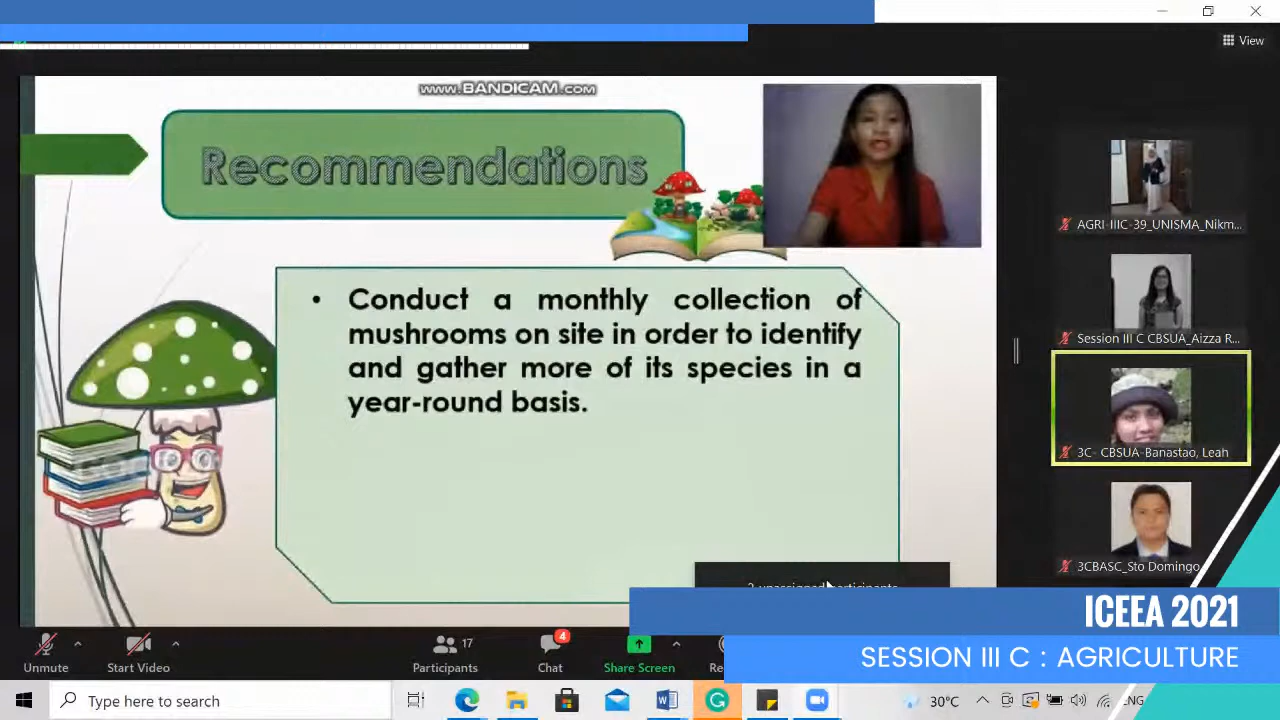 View
www.BANDICAM.com
Recommendations
• Conduct a monthly collection of
mushrooms on site in order to identify
and gather more of its species in a
year-round basis.
AGRI-IIIC-39_UNISMA_Nikm...
Session III C CBSUA_Aizza R...
3C- CBSUA-Banastao, Leah
3CBASC_Sto Domingo
ICEEA 2021
SESSION III C : AGRICULTURE
Unmute
Start Video
17
Participants
4
Chat
Share Screen
Type here to search
30°C
ENG